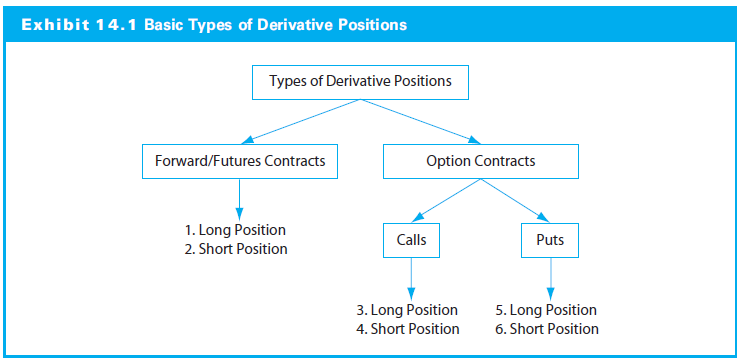 Exhibit 14.1 Basic Types of Derivative Positions
Types of Derivative Positions
Forward/Futures Contracts
Option Contracts
1. Long Position
2. Short Position
Calls
Puts
3. Long Position
4. Short Position
5. Long Position
6. Short Position